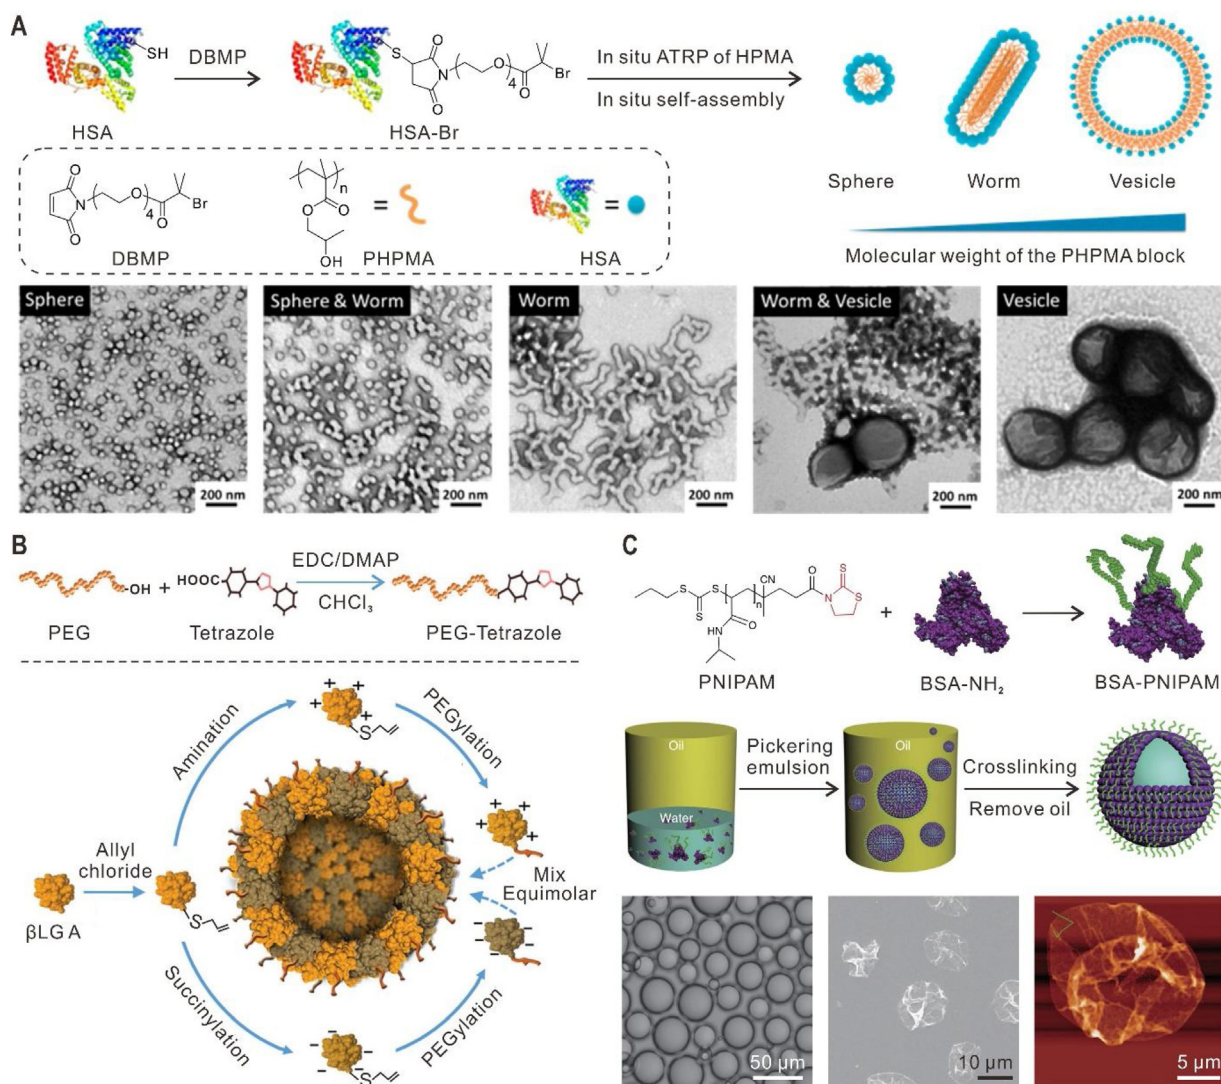 A
SH
HSA
DBMP
S
O
N
O
O
4
O
Br
HSA-Br
In situ ATRP of HPMA
In situ self-assembly
Sphere
Worm
Vesicle
Molecular weight of the PHPMA block
O
N
O
O
4
O
Br
DBMP
n
O
O
OH
=
PHPMA
=
HSA
Sphere
200 nm
Sphere & Worm
200 nm
Worm
200 nm
Worm & Vesicle
200 nm
Vesicle
200 nm
B
OH
+
HOOC
EDC/DMAP
CHCl3
PEG
Tetrazole
PEG-Tetrazole
Amination
+ + + +
S
PEGylation
+ + + +
Allyl
chloride
βLG A
S
Mix
Equimolar
Succinylation
S
PEGylation
C
S
S
S
n
CN
O
S
N
S
O
NH
+
PNIPAM
BSA-NH2
BSA-PNIPAM
Oil
Water
Pickering
emulsion
Oil
Crosslinking
Remove oil
50 µm
10 µm
5 µm